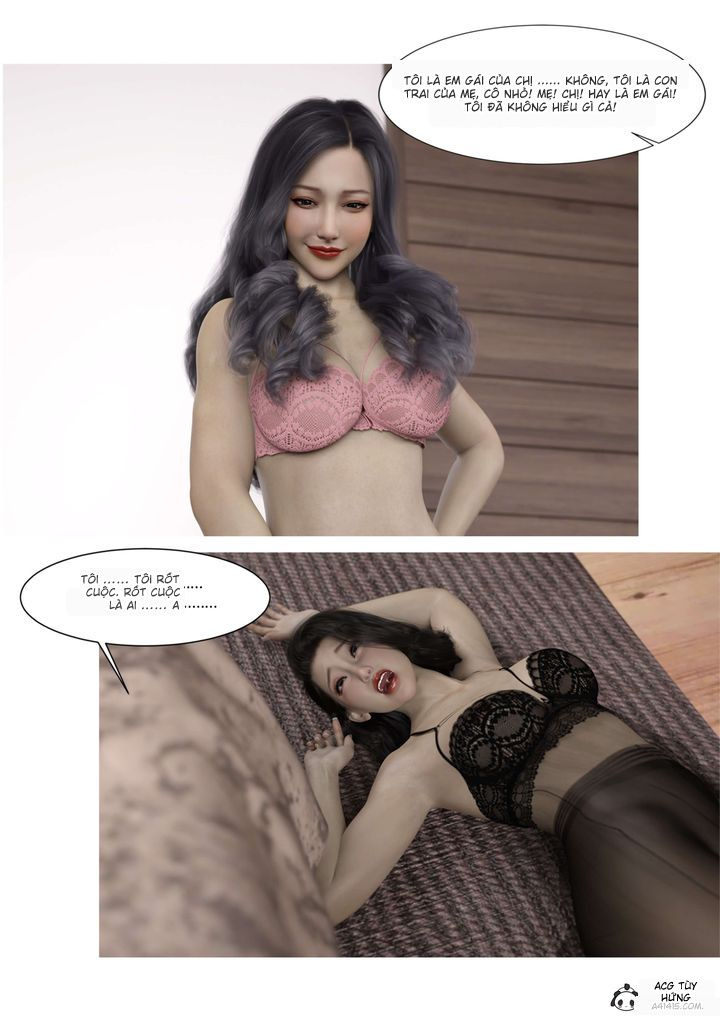 TÔI LÀ EM GÁI CỦA CHỊ ...... KHÔNG, TÔI LÀ CON
TRAI CỦA MẸ, CÔ NHỎ! MẸ! CHỊ! HAY LÀ EM GÁI!
TÔI ĐÃ KHÔNG HIỂU GÌ CẢ!
TÔI ...... TÔI RỐT ......
CUỘC. RỐT CUỘC
LÀ AI ...... A ........
ACG TÙY
HỨNG
A41415.COM.